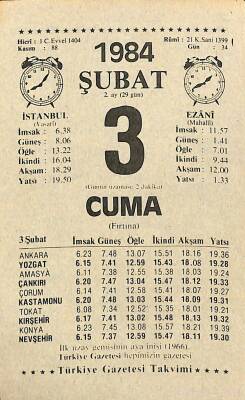 Hicrî : 1 C.Evvel 1404
Kasım : 88
Rûmî : 21 K.Sani 1399
Gün : 34
1984
ŞUBAT
2. ay (29 gün)
İSTANBUL
(Vasatî)
İmsak : 6.38
Güneş : 8.06
Öğle : 13.22
İkindi : 16.04
Akşam : 18.29
Yatsı : 19.50
3
(Günün uzaması: 2 dakika)
EZÂNÎ
(Mahallî)
İmsak : 11.57
Güneş : 1.41
Öğle : 7.01
İkindi : 9.44
Akşam : 12.00
Yatsı : 1.33
CUMA
(Fırtına)
3 Şubat İmsak Güneş Öğle İkindi Akşam Yatsı
ANKARA 6.23 7.48 13.07 15.51 18.16 19.36
YOZGAT 6.15 7.41 12.59 15.43 18.08 19.28
AMASYA 6.11 7.38 12.55 15.38 18.03 19.23
ÇANKIRI 6.20 7.47 13.04 15.47 18.12 19.33
ÇORUM 6.14 7.41 12.58 15.41 18.07 19.27
KASTAMONU 6.20 7.48 13.03 15.44 18.09 19.31
TOKAT 6.08 7.34 12.52 15.35 18.01 19.21
KIRŞEHİR 6.17 7.41 13.02 15.48 18.13 19.32
KONYA 6.23 7.45 13.08 15.57 18.21 19.39
NEVŞEHİR 6.15 7.37 12.59 15.47 18.11 19.30
İlk uzay gemisinin aya inişi (1966).
Türkiye Gazetesi hepimizin gazetesi
Türkiye Gazetesi Takvimi